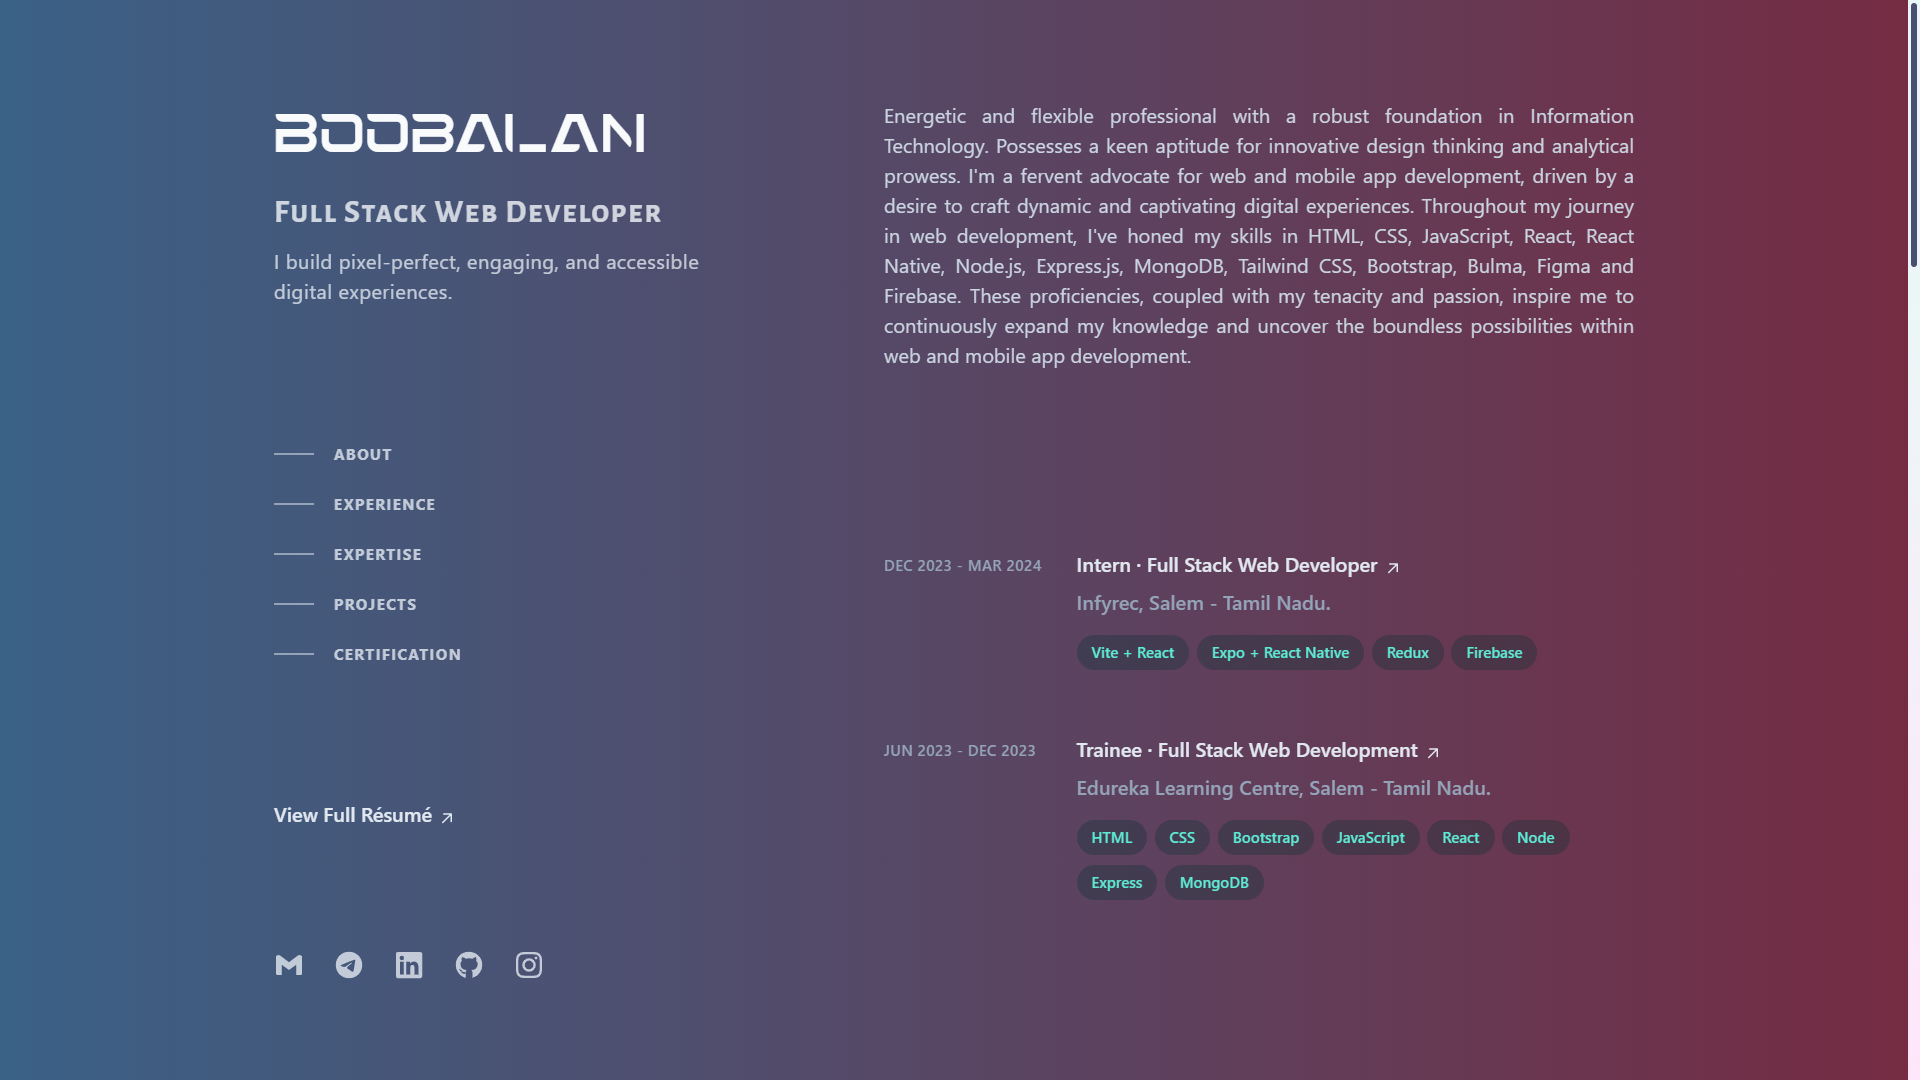 BOOBALAN
Full Stack Web Developer
I build pixel-perfect, engaging, and accessible
digital experiences.
ABOUT
EXPERIENCE
EXPERTISE
PROJECTS
CERTIFICATION
View Full Résumé
Energetic and flexible professional with a robust foundation in Information
Technology. Possesses a keen aptitude for innovative design thinking and analytical
prowess. I'm a fervent advocate for web and mobile app development, driven by a
desire to craft dynamic and captivating digital experiences. Throughout my journey
in web development, I've honed my skills in HTML, CSS, JavaScript, React, React
Native, Node.js, Express.js, MongoDB, Tailwind CSS, Bootstrap, Bulma, Figma and
Firebase. These proficiencies, coupled with my tenacity and passion, inspire me to
continuously expand my knowledge and uncover the boundless possibilities within
web and mobile app development.
DEC 2023 - MAR 2024
Intern · Full Stack Web Developer
Infyrec, Salem - Tamil Nadu.
Vite + React Expo + React Native Redux Firebase
JUN 2023 - DEC 2023
Trainee · Full Stack Web Development
Edureka Learning Centre, Salem - Tamil Nadu.
HTML CSS Bootstrap JavaScript React Node
Express MongoDB